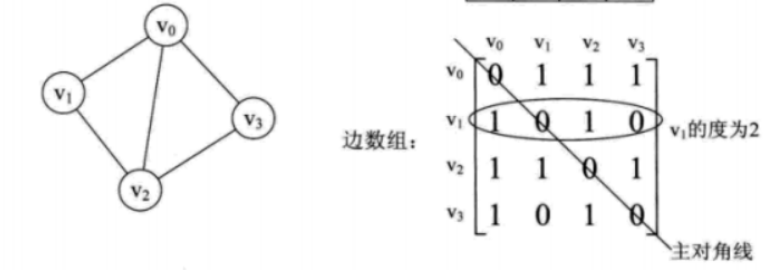 v₀
v₁
v₃
v₂
边数组：
v₀ v₁ v₂ v₃
v₀ 0 1 1 1
v₁ 1 0 1 0 v₁的度为2
v₂ 1 1 0 1
v₃ 1 0 1 0
主对角线